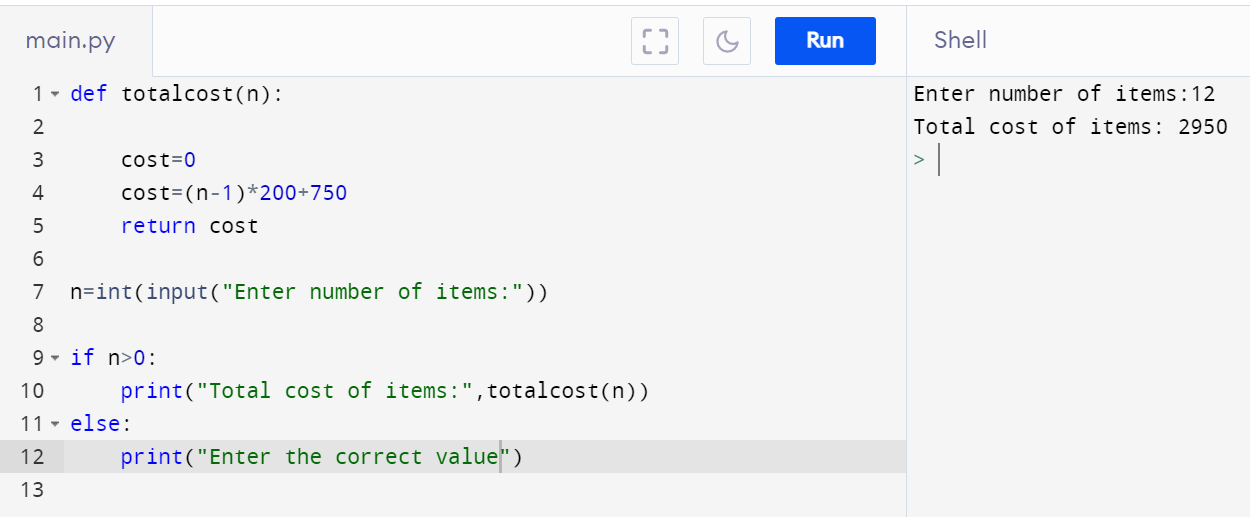 main.py
Run
Shell
1 def totalcost(n):
2
3     cost=0
4     cost=(n-1)*200+750
5     return cost
6
7 n=int(input("Enter number of items:"))
8
9 if n>0:
10     print("Total cost of items:",totalcost(n))
11 else:
12     print("Enter the correct value")
13
Enter number of items:12
Total cost of items: 2950
>